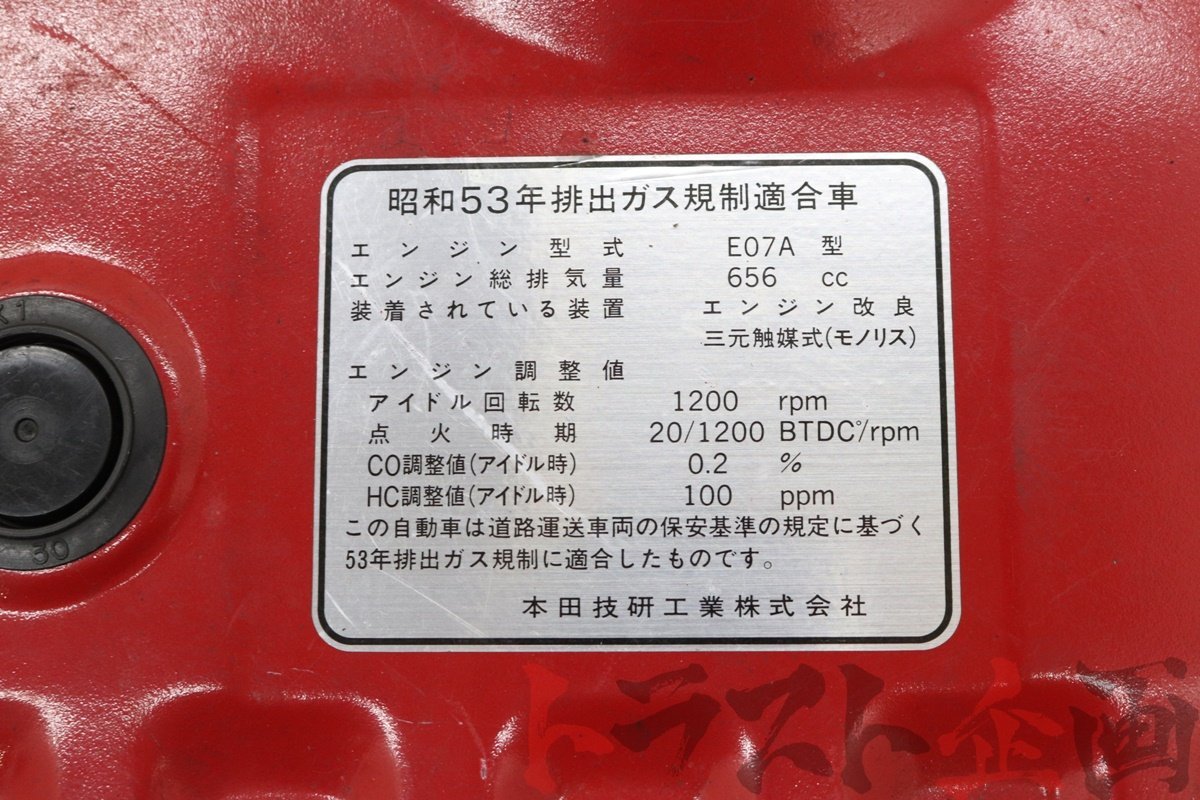 昭和53年排出ガス規制適合車
エンジン型式 E07A 型
エンジン総排気量 656 cc
装着されている装置 エンジン改良
三元触媒式(モノリス)
エンジン調整値
アイドル回転数 1200 rpm
点火時期 20/1200 BTDC°/rpm
CO調整値(アイドル時) 0.2 %
HC調整値(アイドル時) 100 ppm
この自動車は道路運送車両の保安基準の規定に基づく
53年排出ガス規制に適合したものです。
本田技研工業株式会社
30
トラスト企画